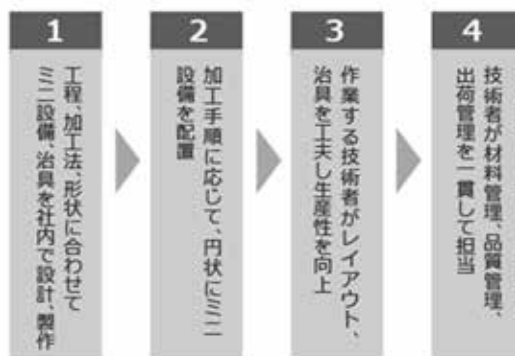 1
工程、加工法、形状に合わせて
ミニ設備、治具を社内で設計、製作
2
加工手順に応じて、円状にミニ
設備を配置
3
作業する技術者がレイアウト、
治具を工夫し生産性を向上
4
技術者が材料管理、品質管理、
出荷管理を一貫して担当